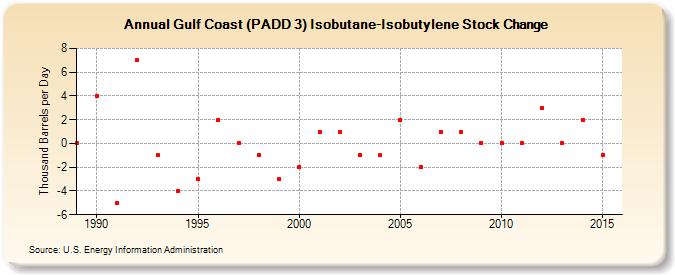 Annual Gulf Coast (PADD 3) Isobutane-Isobutylene Stock Change
Thousand Barrels per Day
8
6
4
2
0
-2
-4
-6
1990 1995 2000 2005 2010 2015
Source: U.S. Energy Information Administration